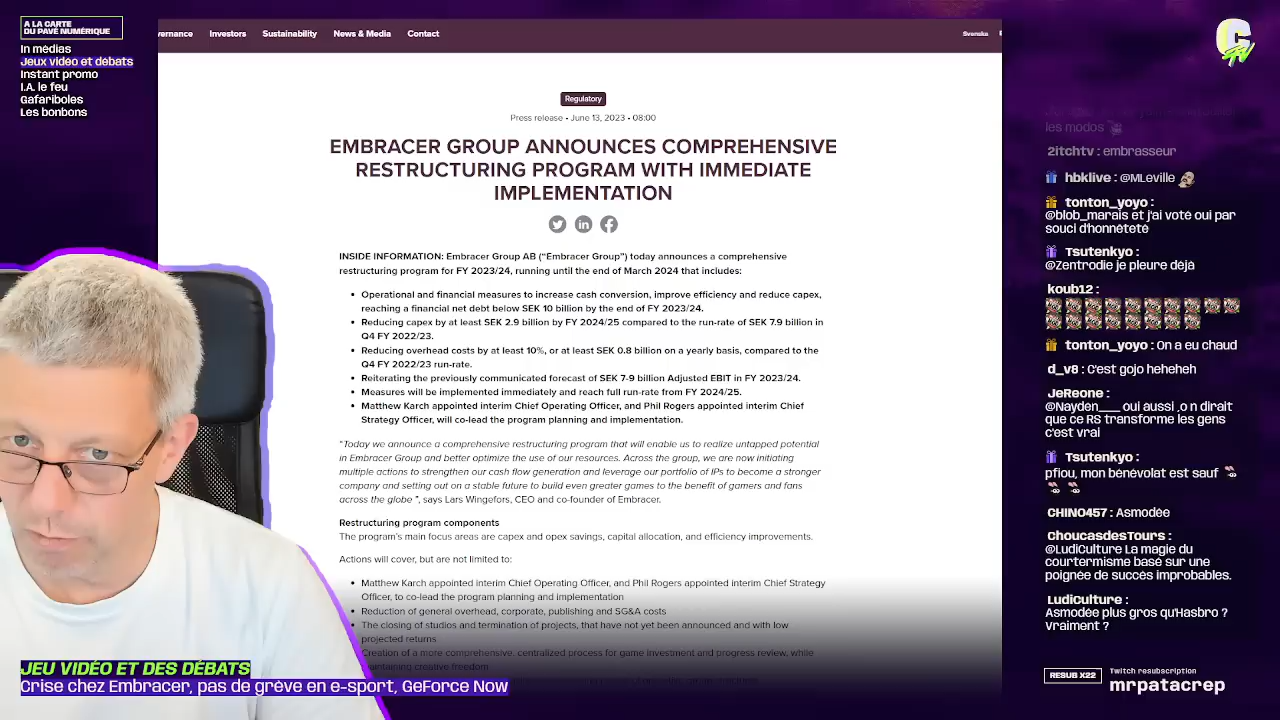 A LA CARTE
DU PAVÉ NUMÉRIQUE
In médias
Jeux vidéo et débats
Instant promo
I.A. le feu
Gafariboles
Les bonbons
vernance Investors Sustainability News & Media Contact Svenska
Regulatory
Press release • June 13, 2023 • 08:00
EMBRACER GROUP ANNOUNCES COMPREHENSIVE
RESTRUCTURING PROGRAM WITH IMMEDIATE
IMPLEMENTATION
INSIDE INFORMATION: Embracer Group AB (“Embracer Group”) today announces a comprehensive
restructuring program for FY 2023/24, running until the end of March 2024 that includes:
• Operational and financial measures to increase cash conversion, improve efficiency and reduce capex,
reaching a financial net debt below SEK 10 billion by the end of FY 2023/24.
• Reducing capex by at least SEK 2.9 billion by FY 2024/25 compared to the run-rate of SEK 7.9 billion in
Q4 FY 2022/23.
• Reducing overhead costs by at least 10%, or at least SEK 0.8 billion on a yearly basis, compared to the
Q4 FY 2022/23 run-rate.
• Reiterating the previously communicated forecast of SEK 7-9 billion Adjusted EBIT in FY 2023/24.
• Measures will be implemented immediately and reach full run-rate from FY 2024/25.
• Matthew Karch appointed interim Chief Operating Officer, and Phil Rogers appointed interim Chief
Strategy Officer, will co-lead the program planning and implementation.
“Today we announce a comprehensive restructuring program that will enable us to realize untapped potential
in Embracer Group and better optimize the use of our resources. Across the group, we are now initiating
multiple actions to strengthen our cash flow generation and leverage our portfolio of IPs to become a stronger
company and setting out on a stable future to build even greater games to the benefit of gamers and fans
across the globe ”, says Lars Wingefors, CEO and co-founder of Embracer.
Restructuring program components
The program’s main focus areas are capex and opex savings, capital allocation, and efficiency improvements.
Actions will cover, but are not limited to:
• Matthew Karch appointed interim Chief Operating Officer, and Phil Rogers appointed interim Chief Strategy
Officer, to co-lead the program planning and implementation
• Reduction of general overhead, corporate, publishing and SG&A costs
• The closing of studios and termination of projects, that have not yet been announced and with low
projected returns
Creation of a more comprehensive, centralized process for game investment and progress review, while
maintaining creative freedom
JEU VIDÉO ET DES DÉBATS
Crise chez Embracer, pas de grève en e-sport, GeForce Now
C TV
les modos
2itchtv : embrasseur
hbklive : @MLeville
tonton_yoyo :
@blob_marais et j'ai voté oui par
souci d'honnêteté
Tsutenkyo :
@Zentrodie je pleure déjà
koub12 :
tonton_yoyo : On a eu chaud
d_v8 : C'est gojo heheheh
JeReone :
@Nayden___ oui aussi ,o n dirait
que ce RS transforme les gens
c'est vrai
Tsutenkyo :
pfiou, mon bénévolat est sauf
CHINO457 : Asmodée
ChoucasdesTours :
@Ludiculture La magie du
courtermisme basé sur une
poignée de succès improbables.
Ludiculture :
Asmodée plus gros qu'Hasbro ?
Vraiment ?
RESUB X22
Twitch resubscription
mrpatacrep